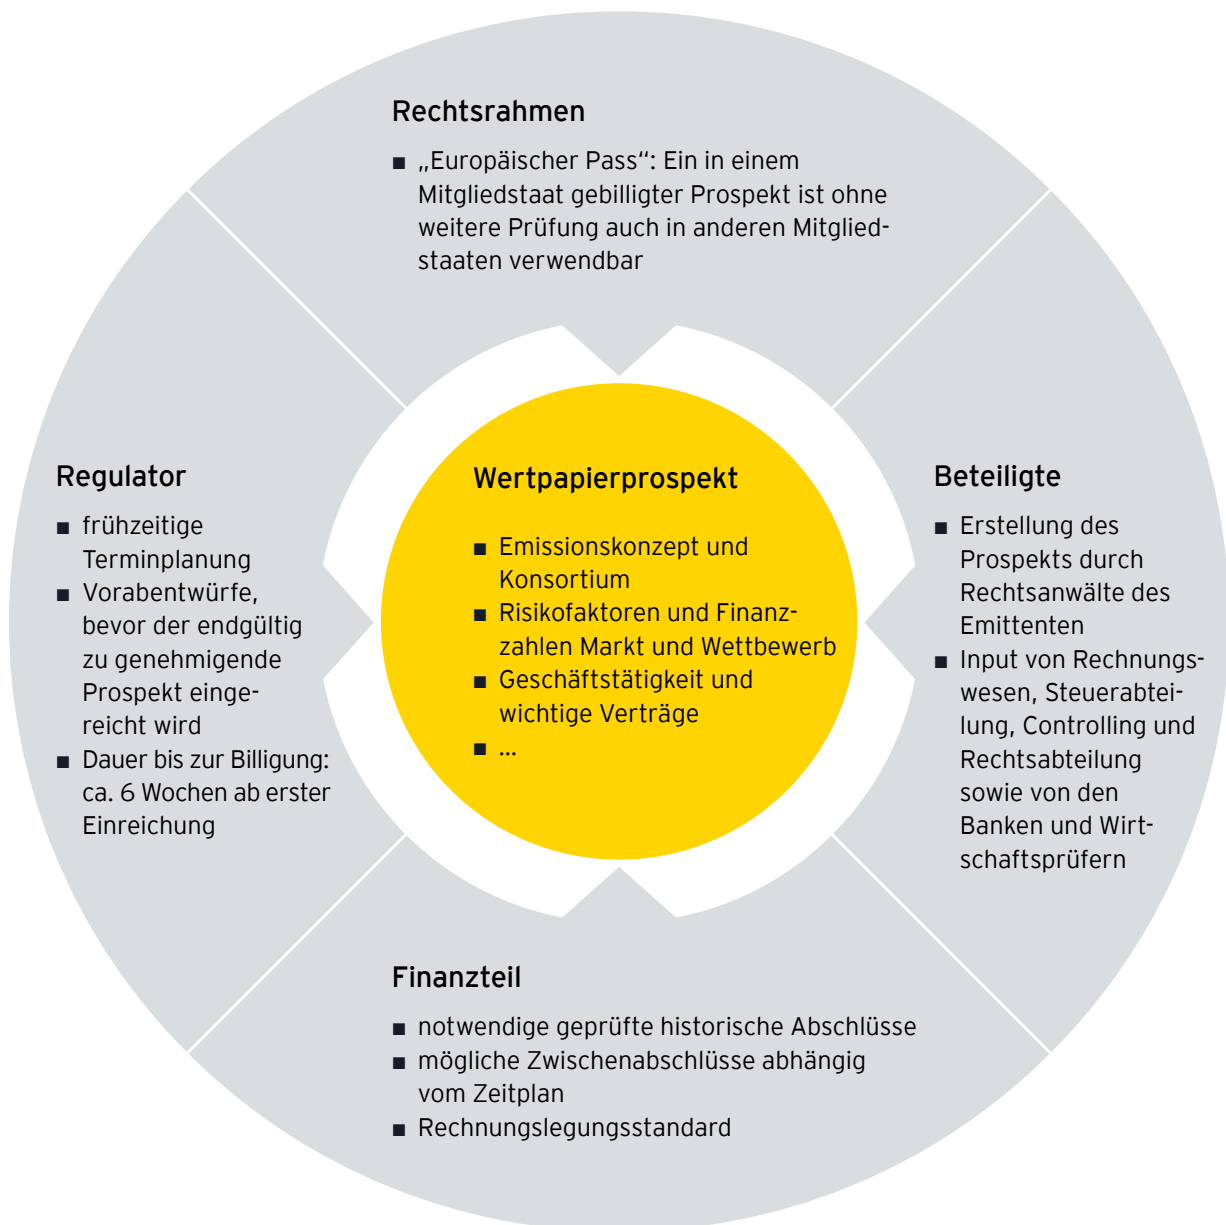 Rechtsrahmen
■ „Europäischer Pass“: Ein in einem
Mitgliedstaat gebilligter Prospekt ist ohne
weitere Prüfung auch in anderen Mitglied-
staaten verwendbar
Regulator
■ frühzeitige
Terminplanung
■ Vorabentwürfe,
bevor der endgültig
zu genehmigende
Prospekt einge-
reicht wird
■ Dauer bis zur Billigung:
ca. 6 Wochen ab erster
Einreichung
Wertpapierprospekt
■ Emissionskonzept und
Konsortium
■ Risikofaktoren und Finanz-
zahlen Markt und Wettbewerb
■ Geschäftstätigkeit und
wichtige Verträge
■ ...
Beteiligte
■ Erstellung des
Prospekts durch
Rechtsanwälte des
Emittenten
■ Input von Rechnungs-
wesen, Steuerabtei-
lung, Controlling und
Rechtsabteilung
sowie von den
Banken und Wirt-
schaftsprüfern
Finanzteil
■ notwendige geprüfte historische Abschlüsse
■ mögliche Zwischenabschlüsse abhängig
vom Zeitplan
■ Rechnungslegungsstandard